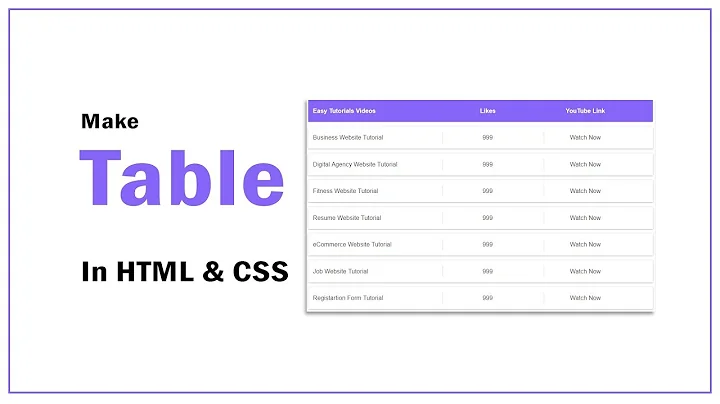 Make
Table
In HTML & CSS
Easy Tutorials Videos Likes YouTube Link
Business Website Tutorial 999 Watch Now
Digital Agency Website Tutorial 999 Watch Now
Fitness Website Tutorial 999 Watch Now
Resume Website Tutorial 999 Watch Now
eCommerce Website Tutorial 999 Watch Now
Job Website Tutorial 999 Watch Now
Registartion Form Tutorial 999 Watch Now